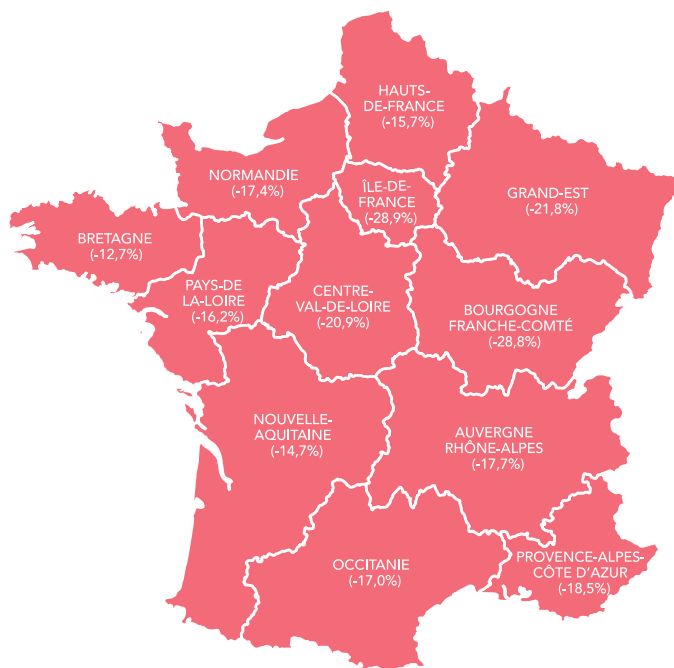 HAUTS-
DE-FRANCE
(-15,7%)
NORMANDIE
(-17,4%)
ÎLE-DE-
FRANCE
(-28,9%)
GRAND-EST
(-21,8%)
BRETAGNE
(-12,7%)
PAYS-DE
LA-LOIRE
(-16,2%)
CENTRE-
VAL-DE-LOIRE
(-20,9%)
BOURGOGNE
FRANCHE-COMTÉ
(-28,8%)
NOUVELLE-
AQUITAINE
(-14,7%)
AUVERGNE
RHÔNE-ALPES
(-17,7%)
OCCITANIE
(-17,0%)
PROVENCE-ALPES-
CÔTE D'AZUR
(-18,5%)